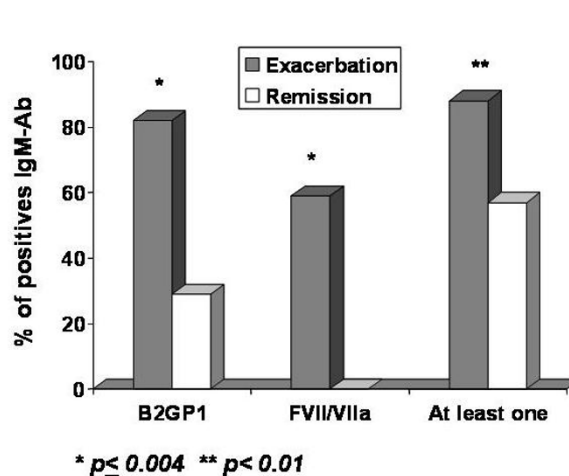 % of positives IgM-Ab
100
80
60
40
20
0
*
*
**
Exacerbation
Remission
B2GP1
FVII/VIIa
At least one
* p≤ 0.004 ** p< 0.01